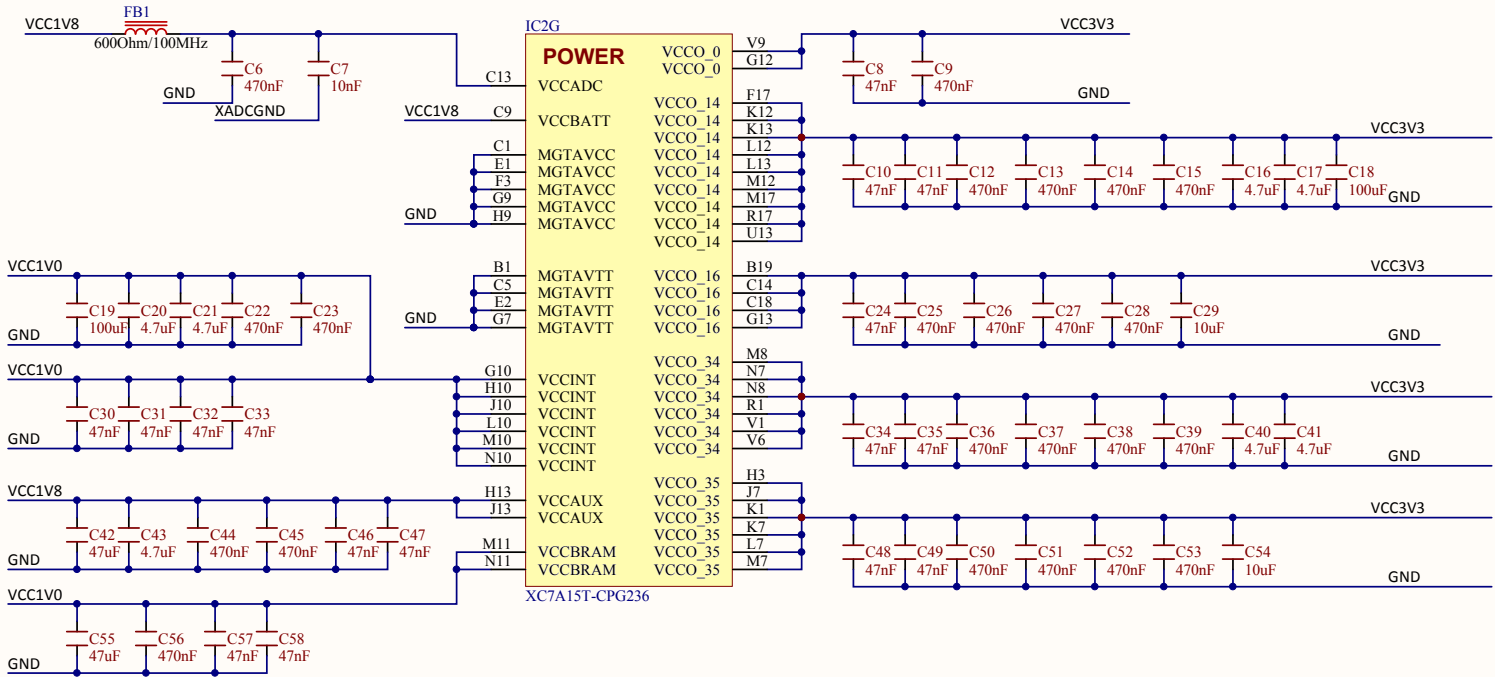 FB1
VCC1V8
600Ohm/100MHz
C6
470nF
C7
10nF
GND
XADCGND
VCC1V8
GND
GND
VCC1V0
C19
100uF
C20
4.7uF
C21
4.7uF
C22
470nF
C23
470nF
GND
VCC1V0
C30
47nF
C31
47nF
C32
47nF
C33
47nF
GND
VCC1V8
C42
47uF
C43
4.7uF
C44
470nF
C45
470nF
C46
47nF
C47
47nF
GND
VCC1V0
C55
47uF
C56
470nF
C57
47nF
C58
47nF
GND
IC2G
POWER
C13 VCCADC
C9 VCCBATT
C1 MGTAVCC
E1 MGTAVCC
F3 MGTAVCC
G9 MGTAVCC
H9 MGTAVCC
B1 MGTAVTT
C5 MGTAVTT
E2 MGTAVTT
G7 MGTAVTT
G10 VCCINT
H10 VCCINT
J10 VCCINT
L10 VCCINT
M10 VCCINT
N10 VCCINT
H13 VCCAUX
J13 VCCAUX
M11 VCCBRAM
N11 VCCBRAM
VCCO_0 V9
VCCO_0 G12
VCCO_14 F17
VCCO_14 K12
VCCO_14 K13
VCCO_14 L12
VCCO_14 L13
VCCO_14 M12
VCCO_14 M17
VCCO_14 R17
VCCO_14 U13
VCCO_16 B19
VCCO_16 C14
VCCO_16 C18
VCCO_16 G13
VCCO_34 M8
VCCO_34 N7
VCCO_34 N8
VCCO_34 R1
VCCO_34 V1
VCCO_34 V6
VCCO_35 H3
VCCO_35 J7
VCCO_35 K1
VCCO_35 K7
VCCO_35 L7
VCCO_35 M7
XC7A15T-CPG236
VCC3V3
C8
47nF
C9
470nF
GND
VCC3V3
C10
47nF
C11
47nF
C12
470nF
C13
470nF
C14
470nF
C15
470nF
C16
4.7uF
C17
4.7uF
C18
100uF
GND
VCC3V3
C24
47nF
C25
470nF
C26
470nF
C27
470nF
C28
470nF
C29
10uF
GND
VCC3V3
C34
47nF
C35
47nF
C36
470nF
C37
470nF
C38
470nF
C39
470nF
C40
4.7uF
C41
4.7uF
GND
VCC3V3
C48
47nF
C49
47nF
C50
470nF
C51
470nF
C52
470nF
C53
470nF
C54
10uF
GND